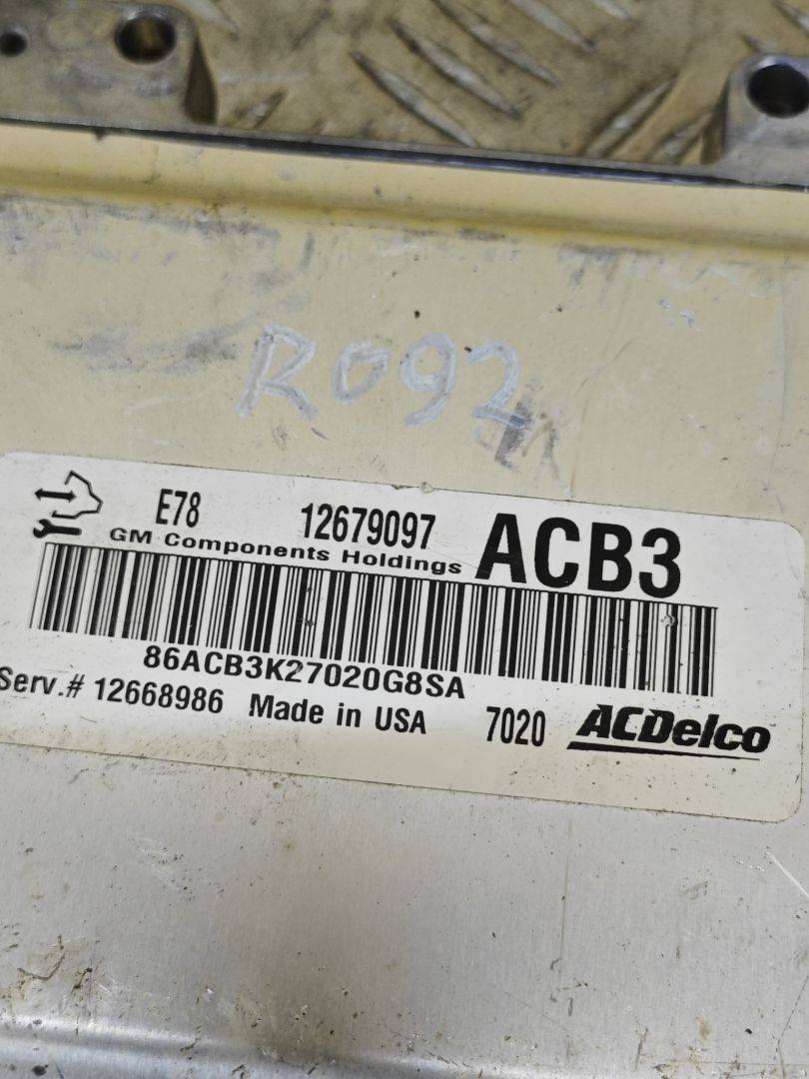 R092
E78 12679097 ACB3
GM Components Holdings
86ACB3K27020G8SA
Serv.# 12668986 Made in USA 7020 ACDelco